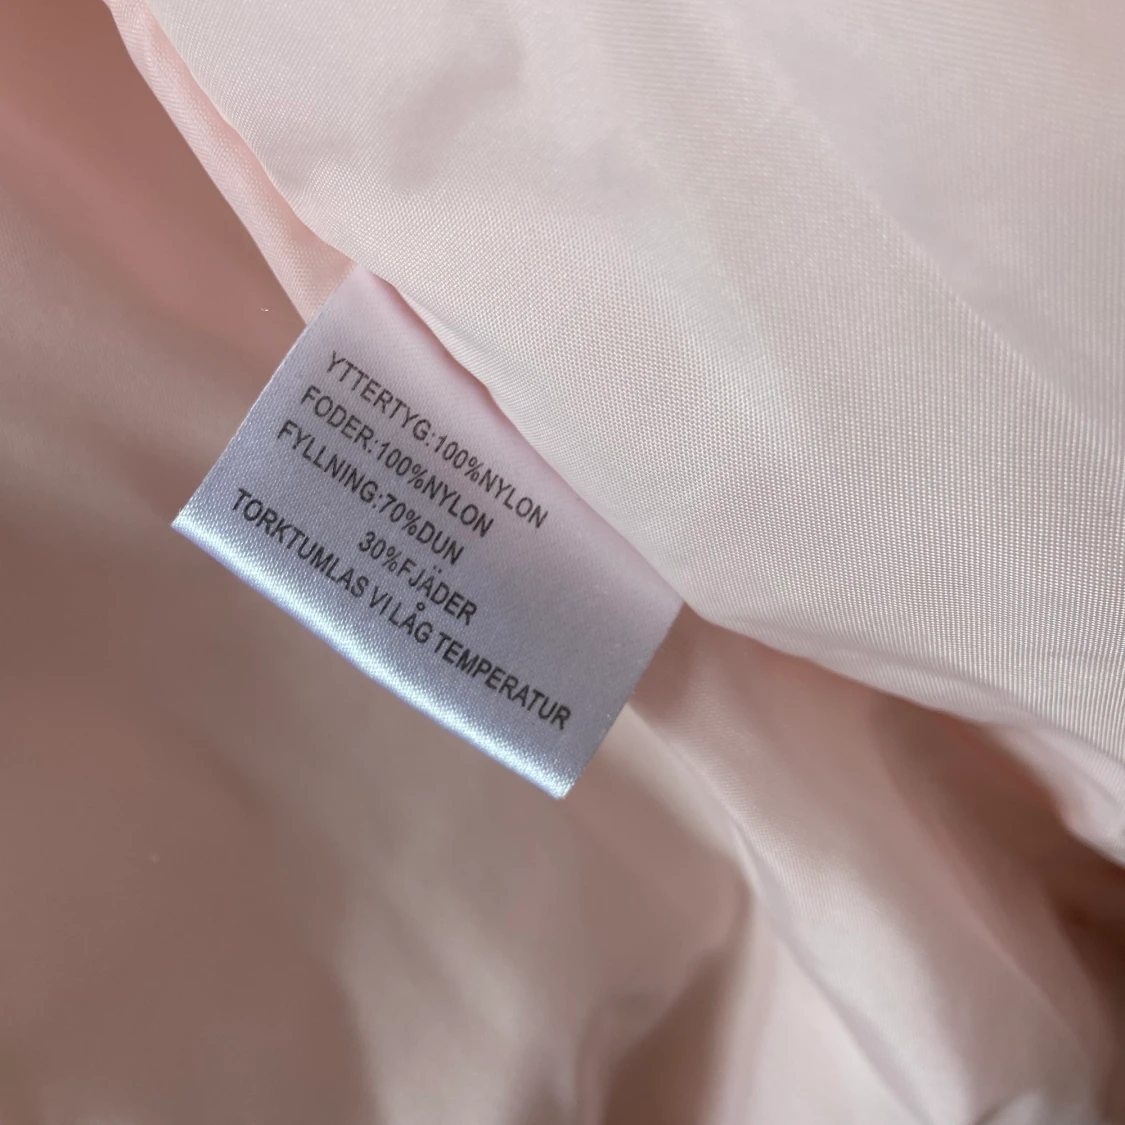 YTTERTYG:100%NYLON
FODER:100%NYLON
FYLLNING:70%DUN
30%FJÄDER
TORKTUMLAS VI LÅG TEMPERATUR